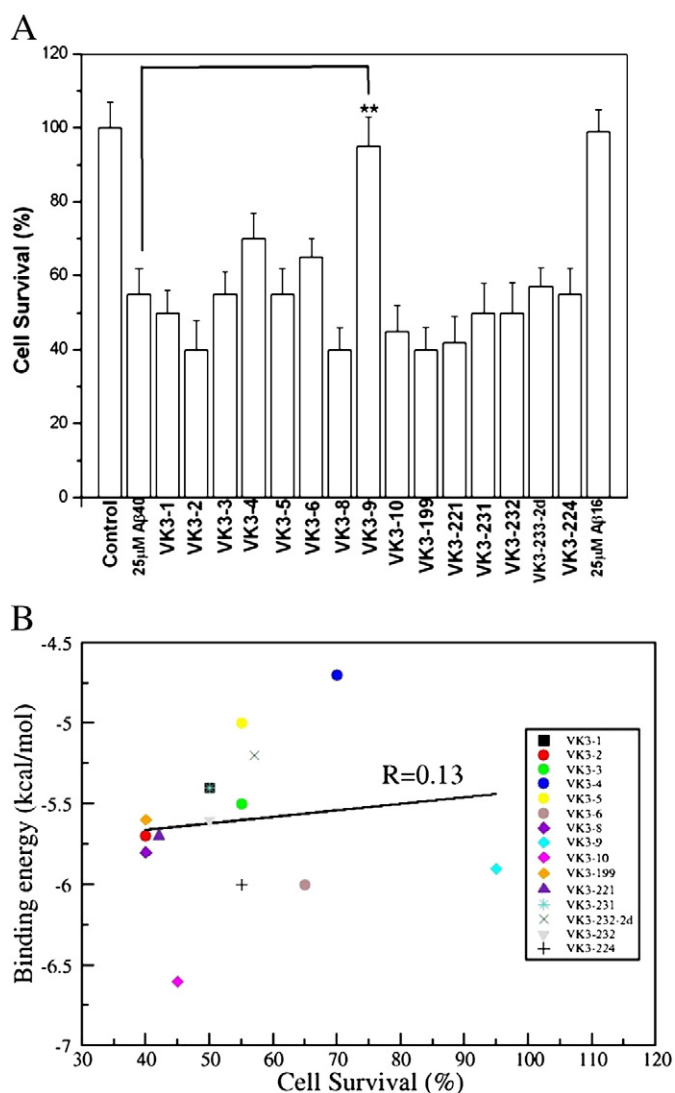 A
120
100
80
60
40
20
0
Cell Survival (%)
**
Control
25μM Aβ40
VK3-1
VK3-2
VK3-3
VK3-4
VK3-5
VK3-6
VK3-8
VK3-9
VK3-10
VK3-199
VK3-221
VK3-231
VK3-232
VK3-233-2d
VK3-224
25μM Aβ16
B
-4.5
-5
-5.5
-6
-6.5
-7
Binding energy (kcal/mol)
R=0.13
VK3-1
VK3-2
VK3-3
VK3-4
VK3-5
VK3-6
VK3-8
VK3-9
VK3-10
VK3-199
VK3-221
VK3-231
VK3-232-2d
VK3-232
VK3-224
30 40 50 60 70 80 90 100 110 120
Cell Survival (%)